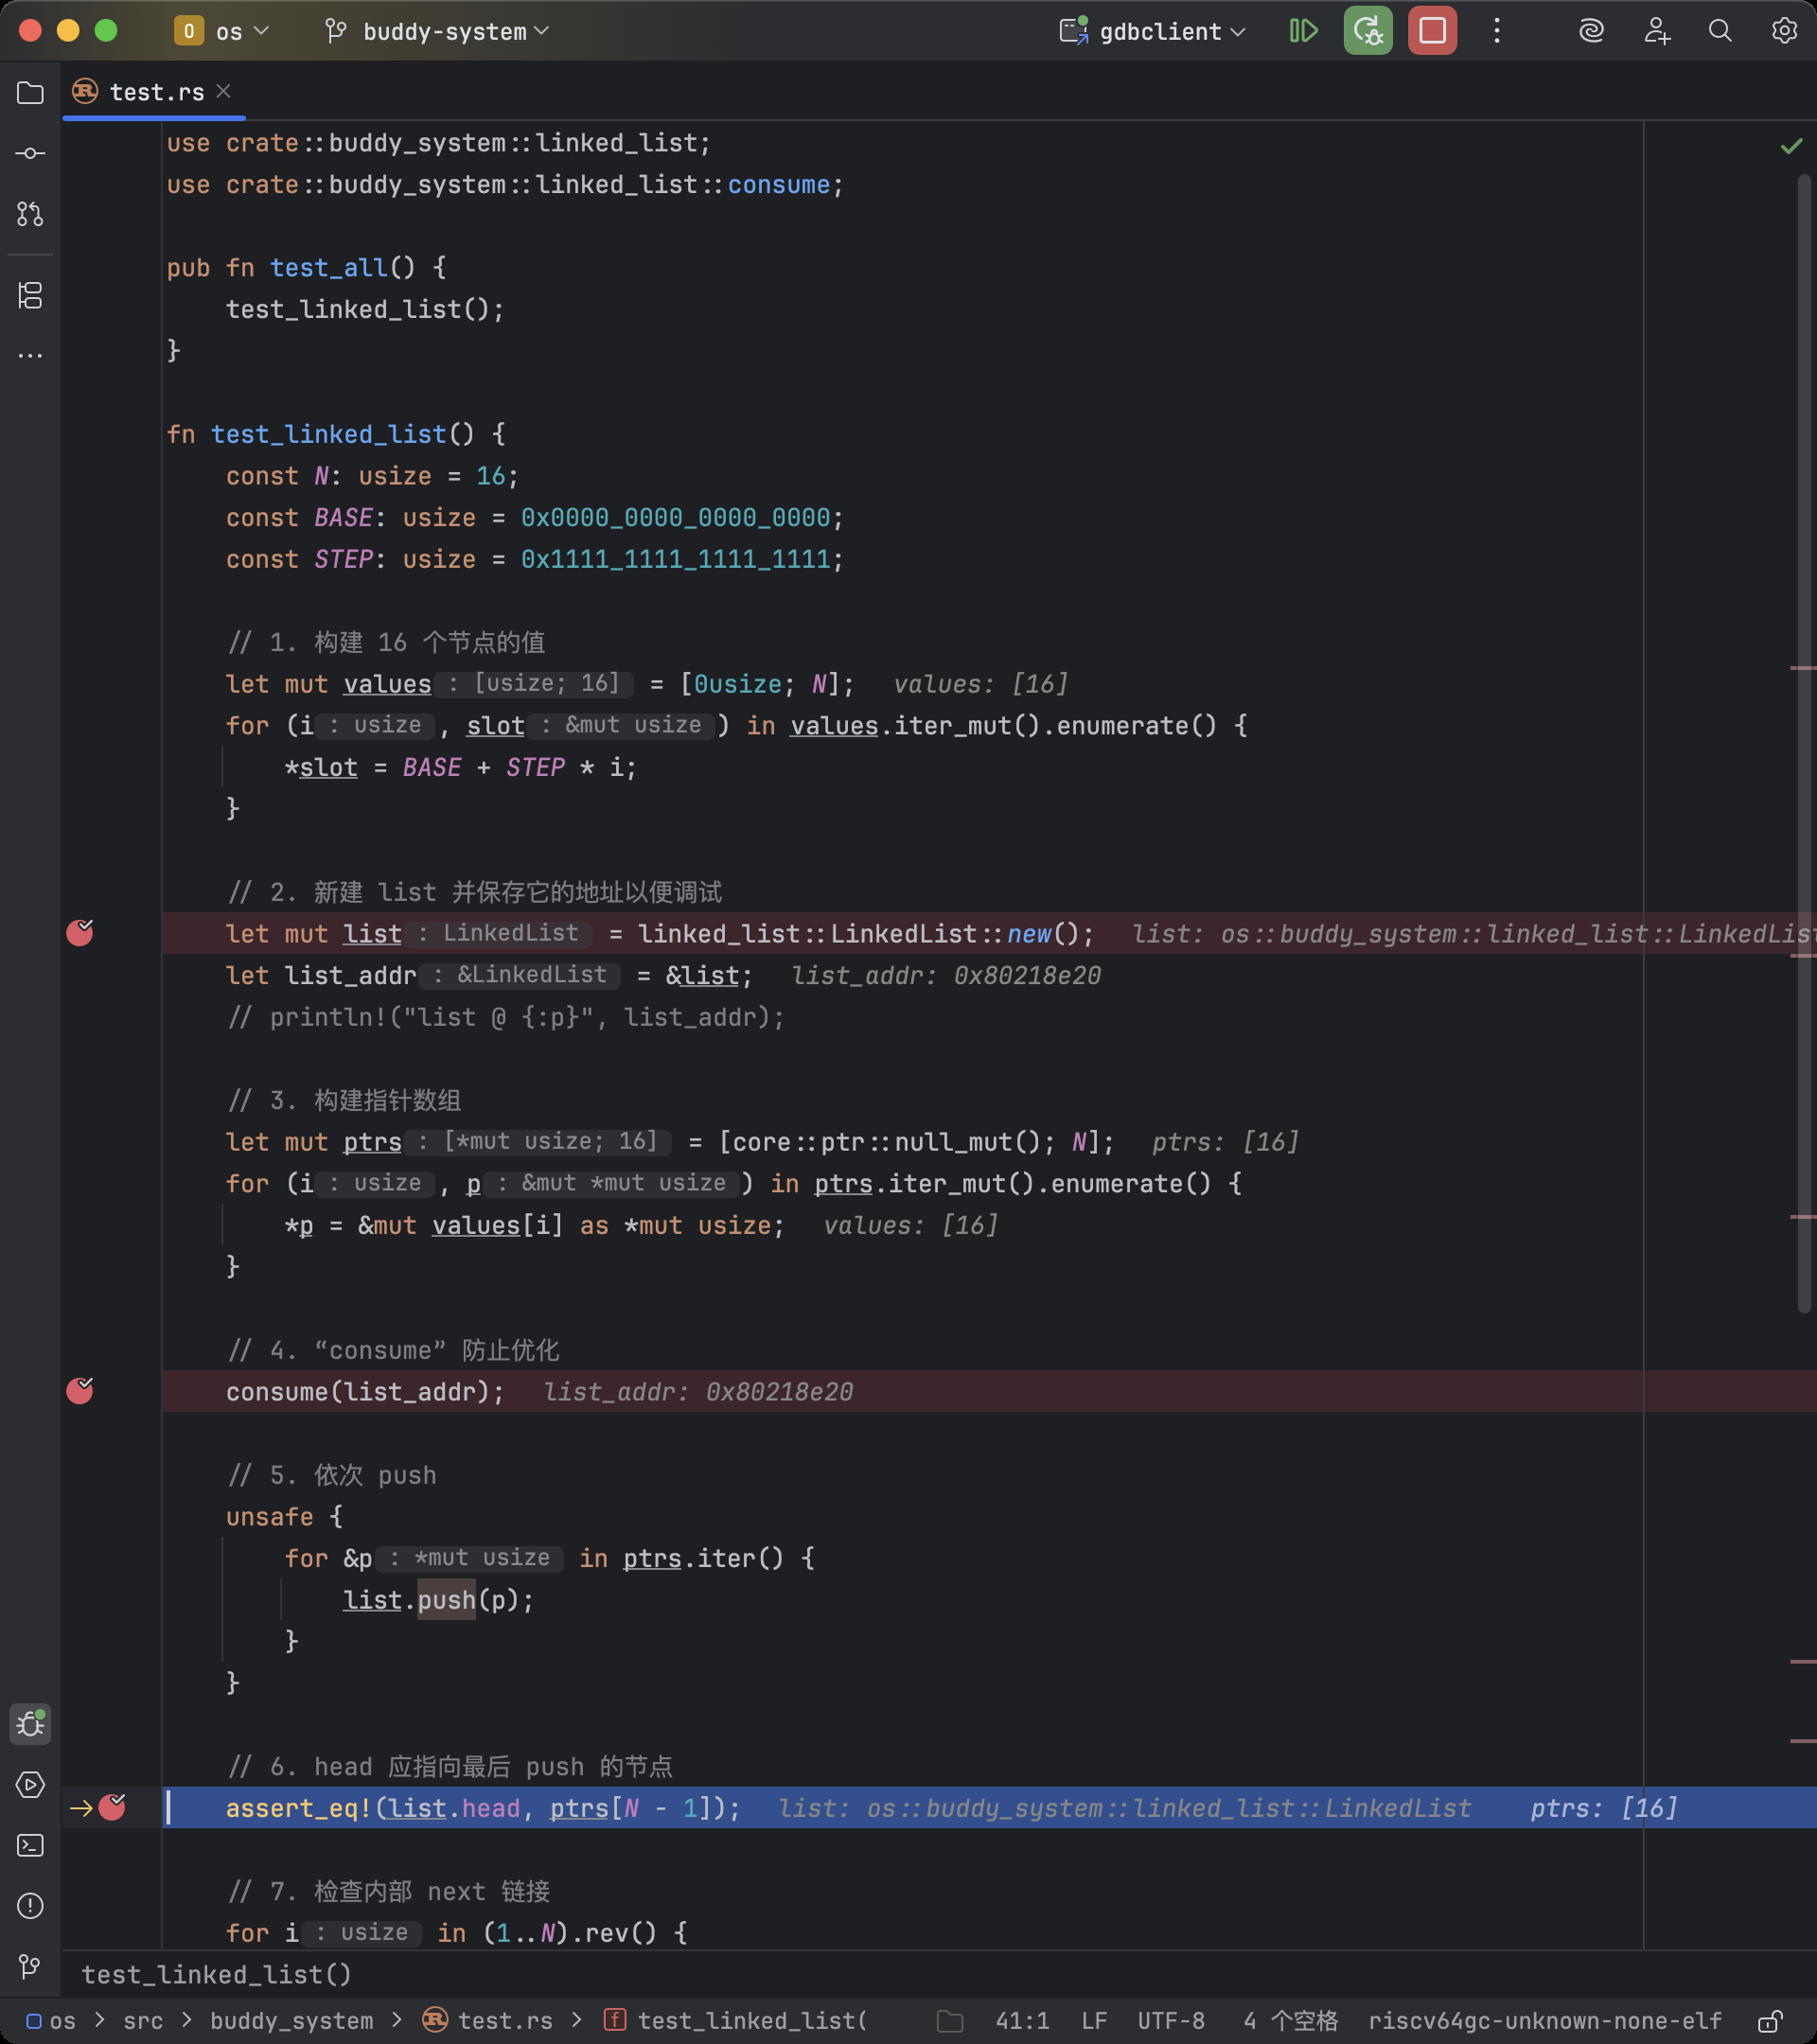 O os buddy-system gdbclient
test.rs
use crate::buddy_system::linked_list;
use crate::buddy_system::linked_list::consume;
pub fn test_all() {
    test_linked_list();
}
fn test_linked_list() {
    const N: usize = 16;
    const BASE: usize = 0x0000_0000_0000_0000;
    const STEP: usize = 0x1111_1111_1111_1111;
    // 1. 构建 16 个节点的值
    let mut values : [usize; 16] = [0usize; N]; values: [16]
    for (i : usize , slot : &mut usize ) in values.iter_mut().enumerate() {
        *slot = BASE + STEP * i;
    }
    // 2. 新建 list 并保存它的地址以便调试
    let mut list : LinkedList = linked_list::LinkedList::new(); list: os::buddy_system::linked_list::LinkedList
    let list_addr : &LinkedList = &list; list_addr: 0x80218e20
    // println!("list @ {:p}", list_addr);
    // 3. 构建指针数组
    let mut ptrs : [*mut usize; 16] = [core::ptr::null_mut(); N]; ptrs: [16]
    for (i : usize , p : &mut *mut usize ) in ptrs.iter_mut().enumerate() {
        *p = &mut values[i] as *mut usize; values: [16]
    }
    // 4. “consume” 防止优化
    consume(list_addr); list_addr: 0x80218e20
    // 5. 依次 push
    unsafe {
        for &p : *mut usize in ptrs.iter() {
            list.push(p);
        }
    }
    // 6. head 应指向最后 push 的节点
    assert_eq!(list.head, ptrs[N - 1]); list: os::buddy_system::linked_list::LinkedList ptrs: [16]
    // 7. 检查内部 next 链接
    for i : usize in (1..N).rev() {
test_linked_list()
os > src > buddy_system > test.rs > test_linked_list( 41:1 LF UTF-8 4 个空格 riscv64gc-unknown-none-elf